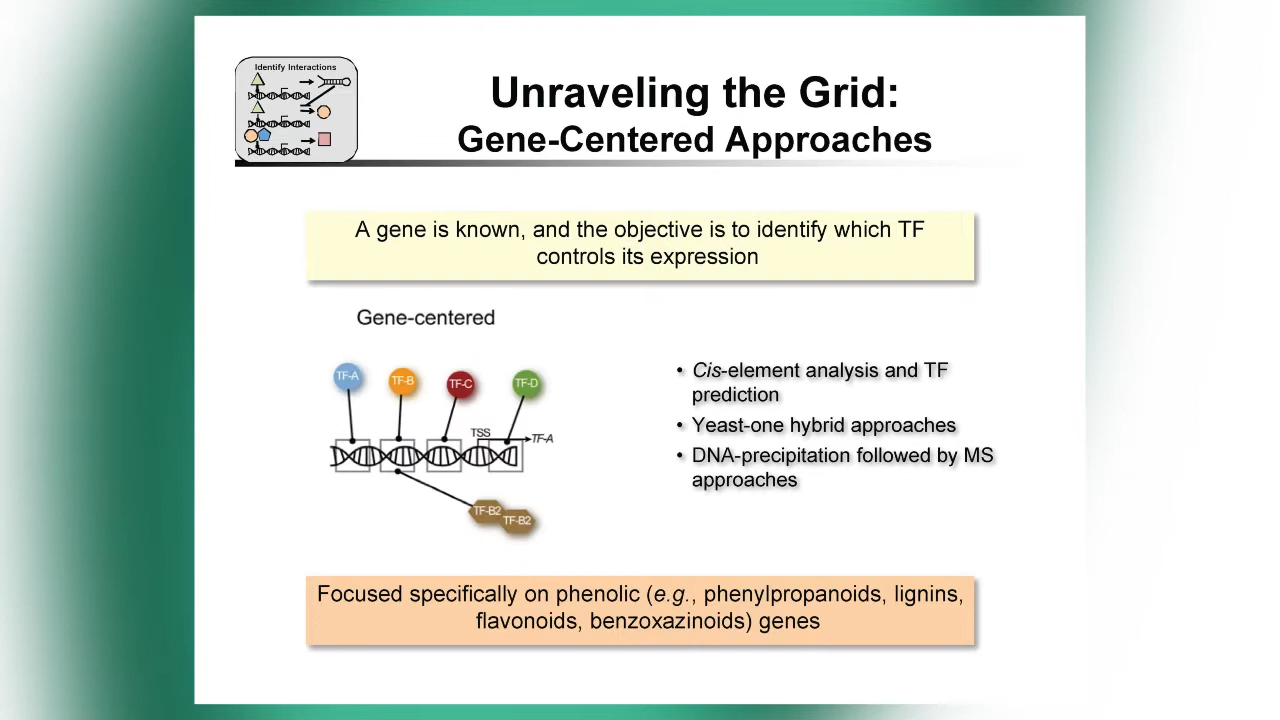 Identify Interactions
Unraveling the Grid:
Gene-Centered Approaches
A gene is known, and the objective is to identify which TF
controls its expression
Gene-centered
TF-A
TF-B
TF-C
TF-D
TSS
TF-A
TF-B2
TF-B2
• Cis-element analysis and TF
prediction
• Yeast-one hybrid approaches
• DNA-precipitation followed by MS
approaches
Focused specifically on phenolic (e.g., phenylpropanoids, lignins,
flavonoids, benzoxazinoids) genes